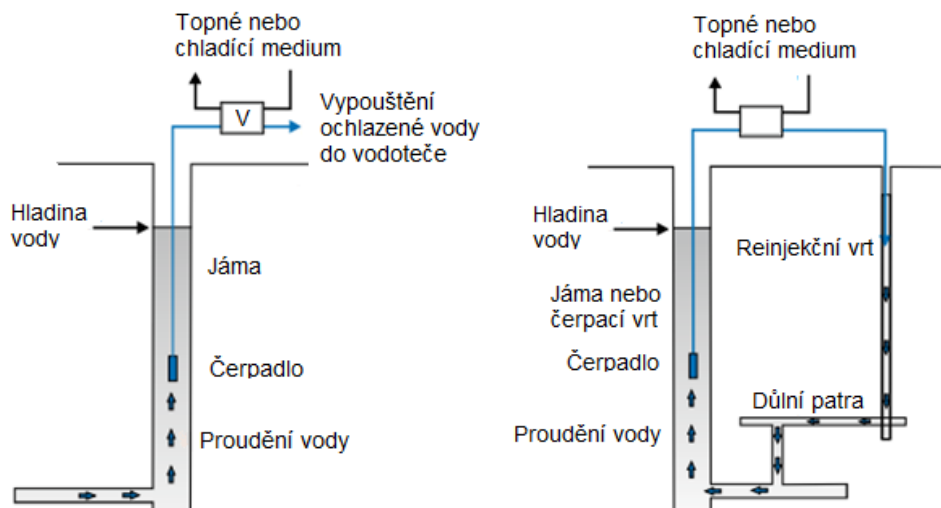 Topné nebo
chladící medium
V
Vypouštění
ochlazené vody
do vodoteče
Hladina
vody
Jáma
Čerpadlo
Proudění vody
Topné nebo
chladící medium
Hladina
vody
Reinjekční vrt
Jáma nebo
čerpací vrt
Čerpadlo
Důlní patra
Proudění vody